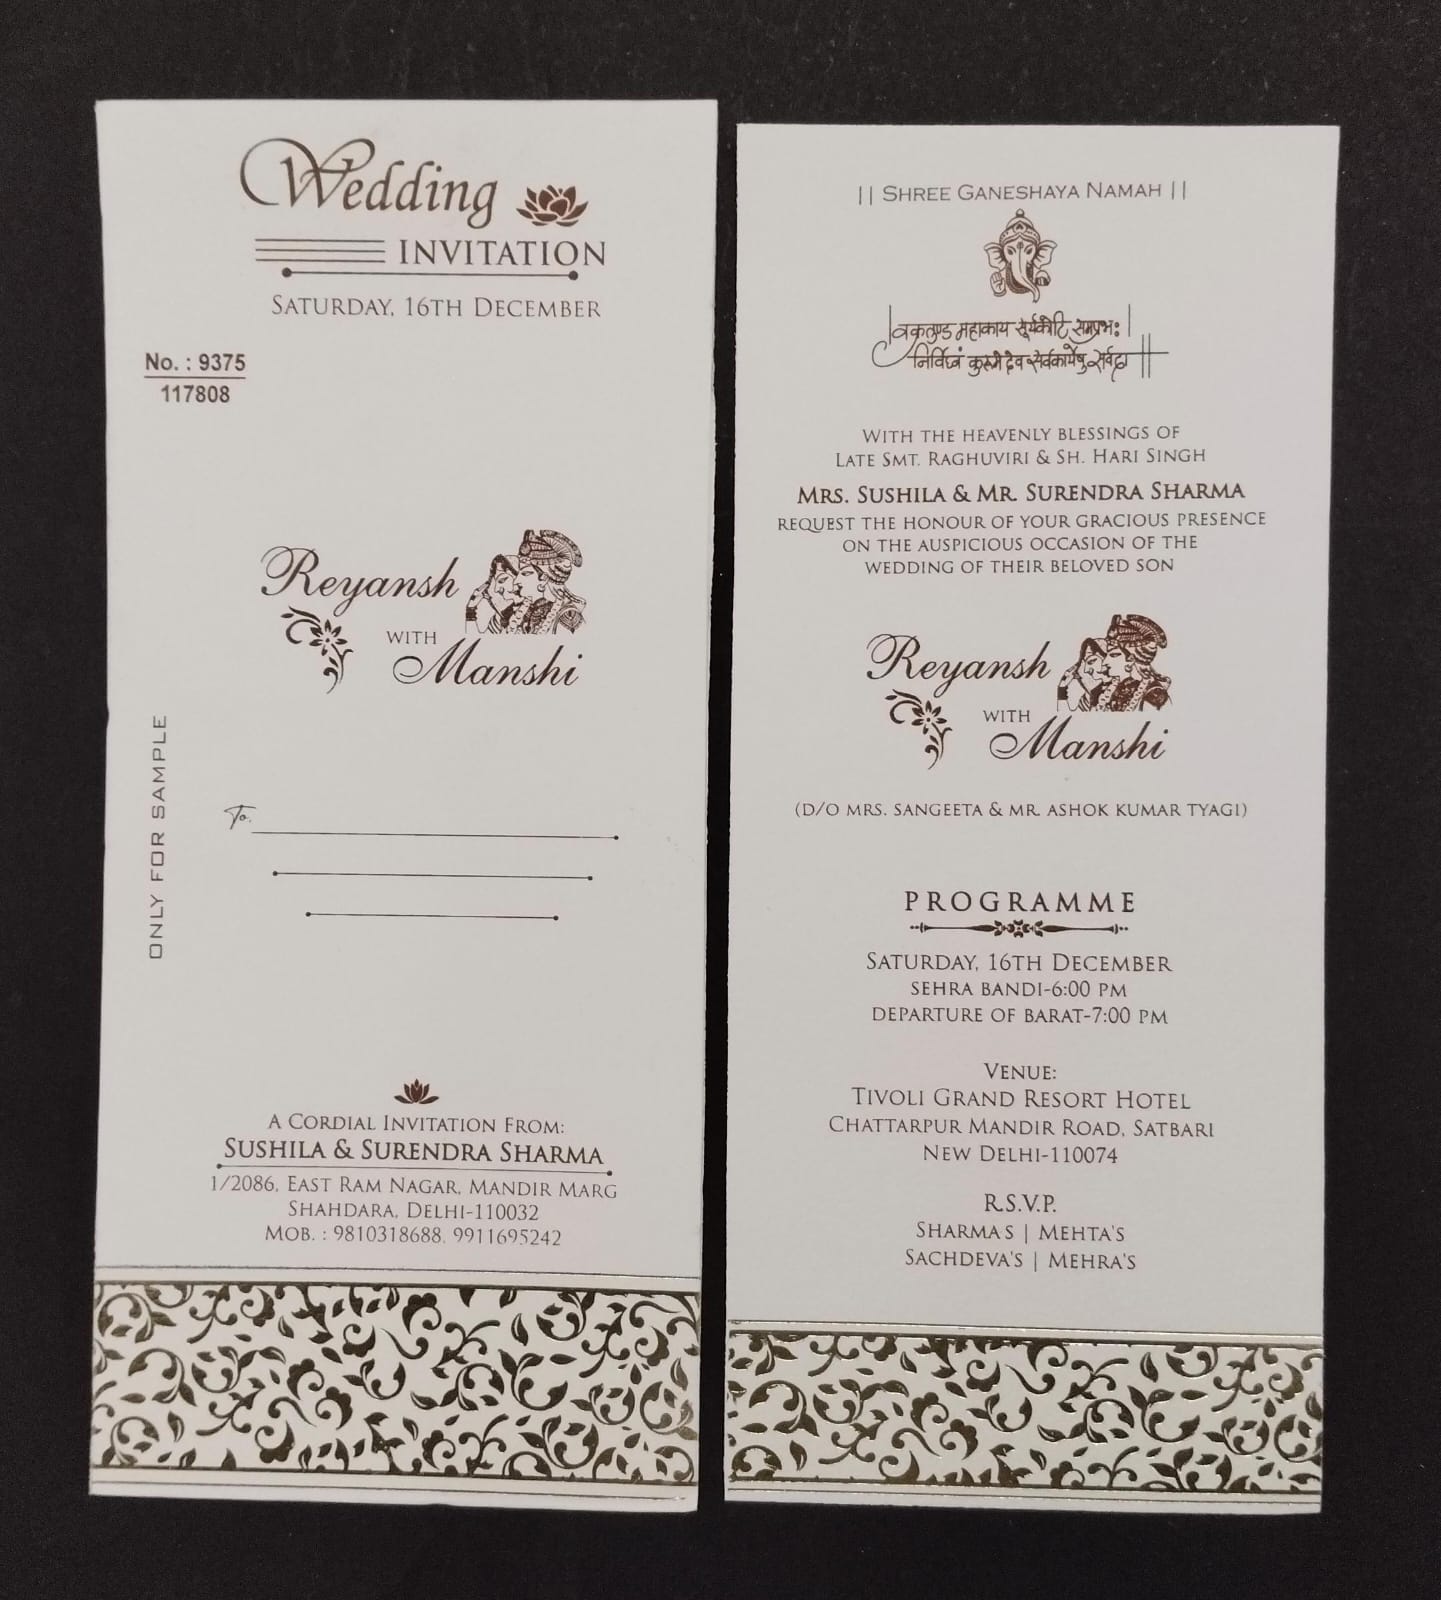 Wedding
INVITATION
SATURDAY, 16TH DECEMBER
No. : 9375
117808
Reyansh
WITH
Manshi
ONLY FOR SAMPLE
To.
A CORDIAL INVITATION FROM:
SUSHILA & SURENDRA SHARMA
1/2086, EAST RAM NAGAR, MANDIR MARG
SHAHDARA, DELHI-110032
MOB. : 9810318688, 9911695242
|| SHREE GANESHAYA NAMAH ||
वक्रतुण्ड महाकाय सूर्यकोटि समप्रभः |
निर्विघ्नं कुरुमेदेव सर्वकार्येषु सर्वदा ||
WITH THE HEAVENLY BLESSINGS OF
LATE SMT. RAGHUVIRI & SH. HARI SINGH
MRS. SUSHILA & MR. SURENDRA SHARMA
REQUEST THE HONOUR OF YOUR GRACIOUS PRESENCE
ON THE AUSPICIOUS OCCASION OF THE
WEDDING OF THEIR BELOVED SON
Reyansh
WITH
Manshi
(D/O MRS. SANGEETA & MR. ASHOK KUMAR TYAGI)
PROGRAMME
SATURDAY, 16TH DECEMBER
SEHRA BANDI-6:00 PM
DEPARTURE OF BARAT-7:00 PM
VENUE:
TIVOLI GRAND RESORT HOTEL
CHATTARPUR MANDIR ROAD, SATBARI
NEW DELHI-110074
R.S.V.P.
SHARMA'S | MEHTA'S
SACHDEVA'S | MEHRA'S